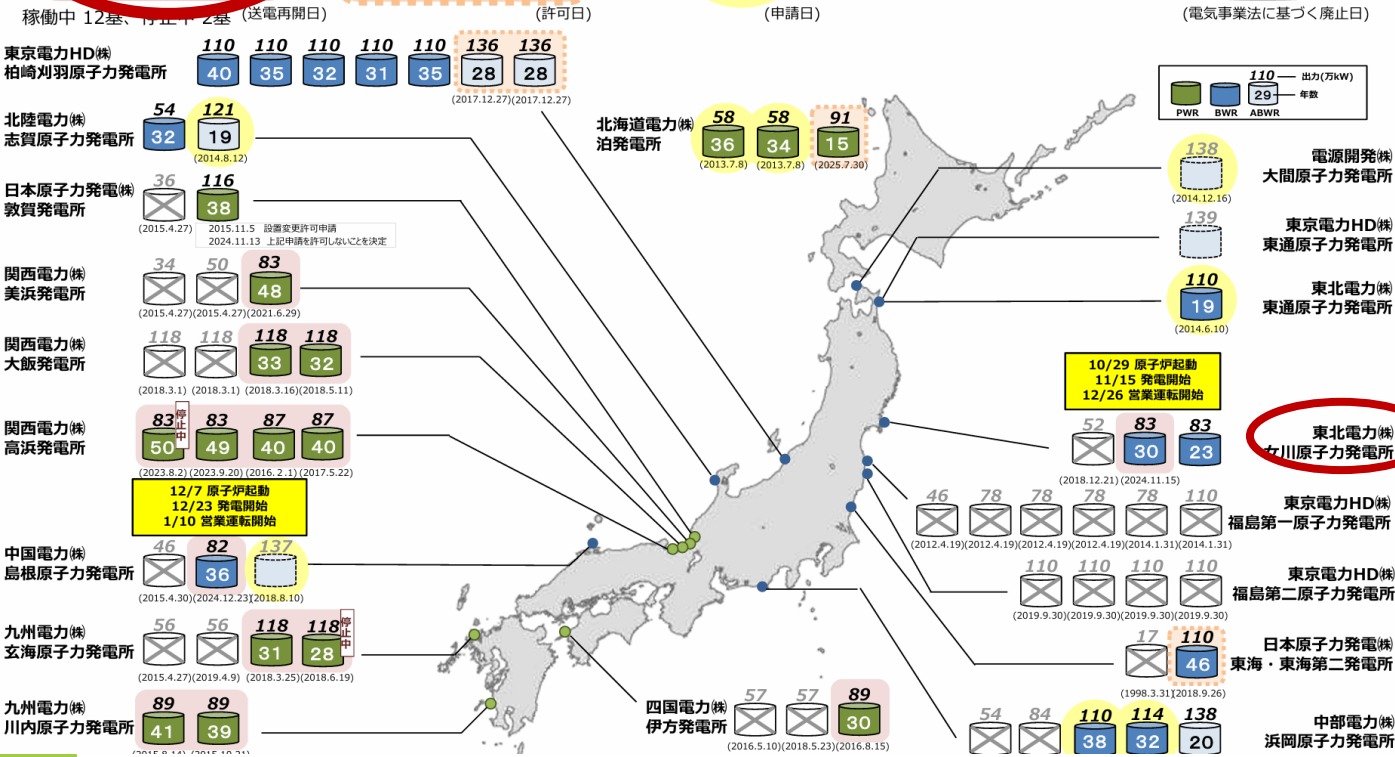 稼働中 12基、停止中 2基
(送電再開日)
(許可日)
(申請日)
(電気事業法に基づく廃止日)
東京電力HD㈱
柏崎刈羽原子力発電所
110 110 110 110 110 136 136
40 35 32 31 35 28 28
(2017.12.27)(2017.12.27)
110 出力(万kW)
29 年数
PWR BWR ABWR
北陸電力㈱
志賀原子力発電所
54 121
32 19
(2014.8.12)
北海道電力㈱
泊発電所
58 58 91
36 34 15
(2013.7.8) (2013.7.8) (2025.7.30)
138
(2014.12.16)
電源開発㈱
大間原子力発電所
日本原子力発電㈱
敦賀発電所
36 116
38
(2015.4.27)
2015.11.5 設置変更許可申請
2024.11.13 上記申請を許可しないことを決定
139
東京電力HD㈱
東通原子力発電所
関西電力㈱
美浜発電所
34 50 83
48
(2015.4.27)(2015.4.27)(2021.6.29)
110
19
(2014.6.10)
東北電力㈱
東通原子力発電所
関西電力㈱
大飯発電所
118 118 118 118
33 32
(2018.3.1) (2018.3.1) (2018.3.16)(2018.5.11)
10/29 原子炉起動
11/15 発電開始
12/26 営業運転開始
関西電力㈱
高浜発電所
83 83 87 87
停止中
50 49 40 40
(2023.8.2) (2023.9.20) (2016.2.1) (2017.5.22)
52 83 83
30 23
(2018.12.21) (2024.11.15)
東北電力㈱
女川原子力発電所
12/7 原子炉起動
12/23 発電開始
1/10 営業運転開始
46 78 78 78 78 110
(2012.4.19)(2012.4.19)(2012.4.19)(2012.4.19)(2014.1.31)(2014.1.31)
東京電力HD㈱
福島第一原子力発電所
中国電力㈱
島根原子力発電所
46 82 137
36
(2015.4.30)(2024.12.23)(2018.8.10)
110 110 110 110
(2019.9.30)(2019.9.30)(2019.9.30)(2019.9.30)
東京電力HD㈱
福島第二原子力発電所
九州電力㈱
玄海原子力発電所
56 56 118 118
停止中
31 28
(2015.4.27)(2019.4.9) (2018.3.25)(2018.6.19)
17 110
46
(1998.3.31)(2018.9.26)
日本原子力発電㈱
東海・東海第二発電所
九州電力㈱
川内原子力発電所
89 89
41 39
(2015.8.14) (2015.10.21)
四国電力㈱
伊方発電所
57 57 89
30
(2016.5.10)(2018.5.23)(2016.8.15)
54 84 110 114 138
38 32 20
中部電力㈱
浜岡原子力発電所